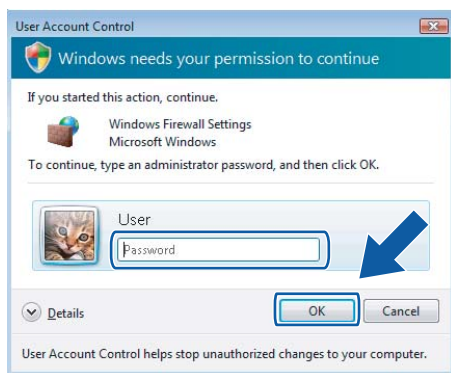 User Account Control
Windows needs your permission to continue
If you started this action, continue.
Windows Firewall Settings
Microsoft Windows
To continue, type an administrator password, and then click OK.
User
Password
Details
OK
Cancel
User Account Control helps stop unauthorized changes to your computer.